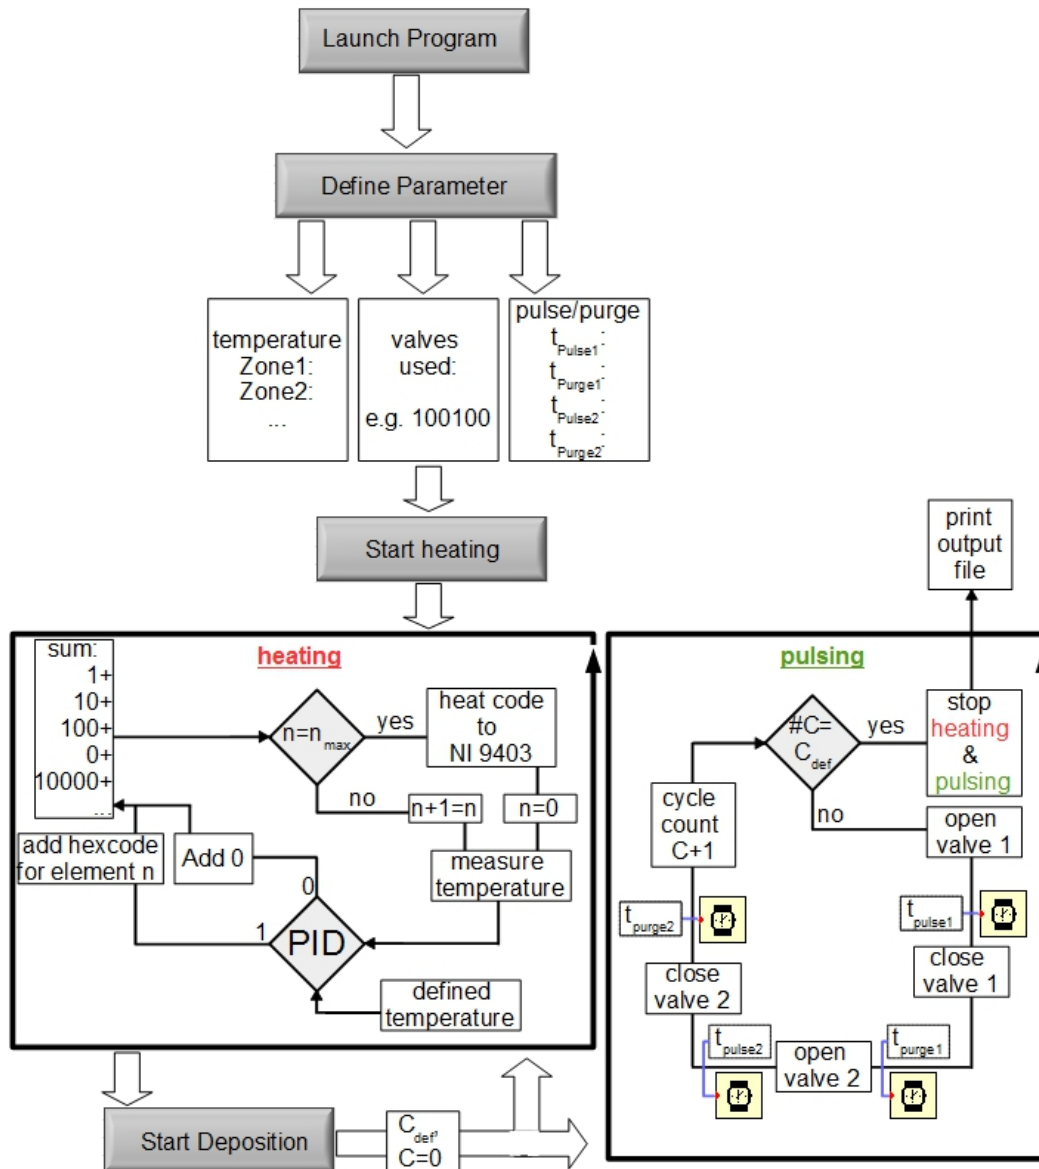 Launch Program
Define Parameter
temperature
Zone1:
Zone2:
...
valves
used:
e.g. 100100
pulse/purge
tPulse1:
tPurge1:
tPulse2:
tPurge2:
Start heating
print
output
file
heating
sum:
1+
10+
100+
0+
10000+
...
n=nmax
yes
heat code
to
NI 9403
no
n+1=n
n=0
measure
temperature
add hexcode
for element n
Add 0
0
1
PID
defined
temperature
pulsing
#C=
Cdef
yes
stop
heating
&
pulsing
no
open
valve 1
cycle
count
C+1
tpurge2
tpulse1
close
valve 2
close
valve 1
tpulse2
open
valve 2
tpurge1
Start Deposition
Cdef,
C=0